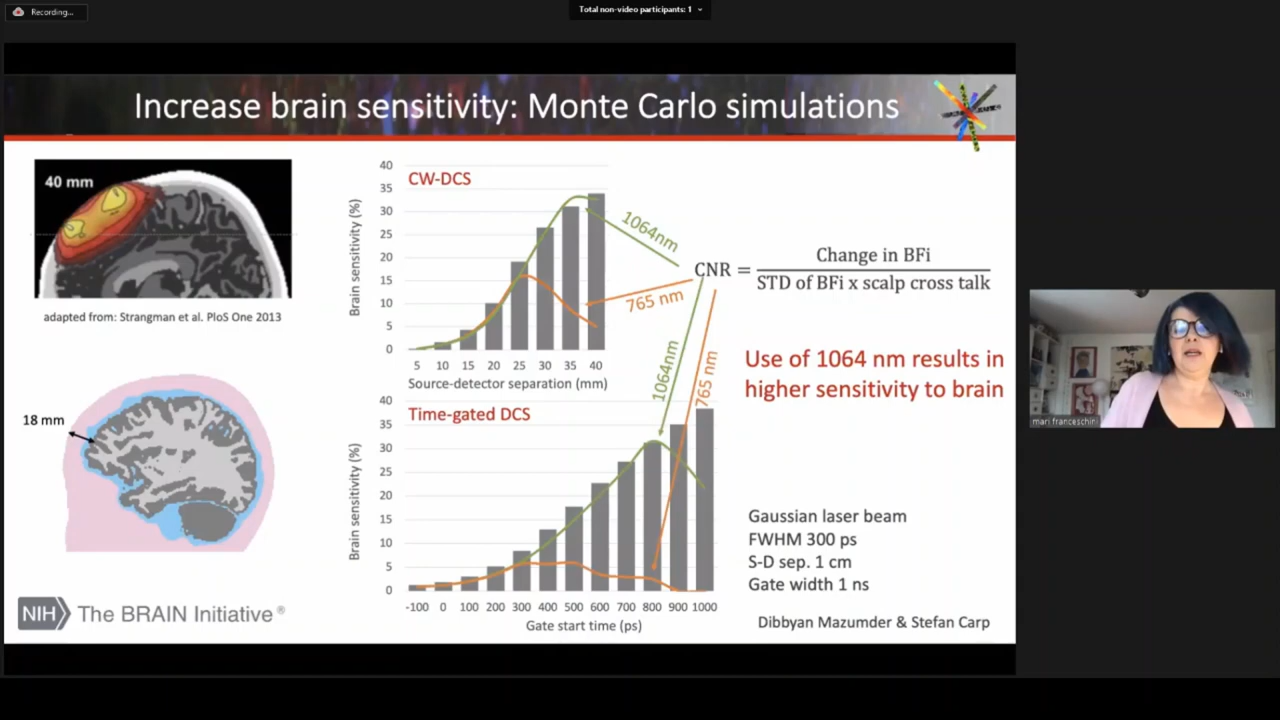 Recording...
Total non-video participants: 1
Increase brain sensitivity: Monte Carlo simulations
40 mm
adapted from: Strangman et al. PloS One 2013
18 mm
NIH The BRAIN Initiative®
CW-DCS
Brain sensitivity (%)
40
35
30
25
20
15
10
5
0
5 10 15 20 25 30 35 40
Source-detector separation (mm)
1064nm
765 nm
Time-gated DCS
Brain sensitivity (%)
40
35
30
25
20
15
10
5
0
-100 0 100 200 300 400 500 600 700 800 900 1000
Gate start time (ps)
1064nm
765 nm
CNR = Change in BFi
STD of BFi x scalp cross talk
Use of 1064 nm results in
higher sensitivity to brain
Gaussian laser beam
FWHM 300 ps
S-D sep. 1 cm
Gate width 1 ns
Dibbyan Mazumder & Stefan Carp
mari franceschini